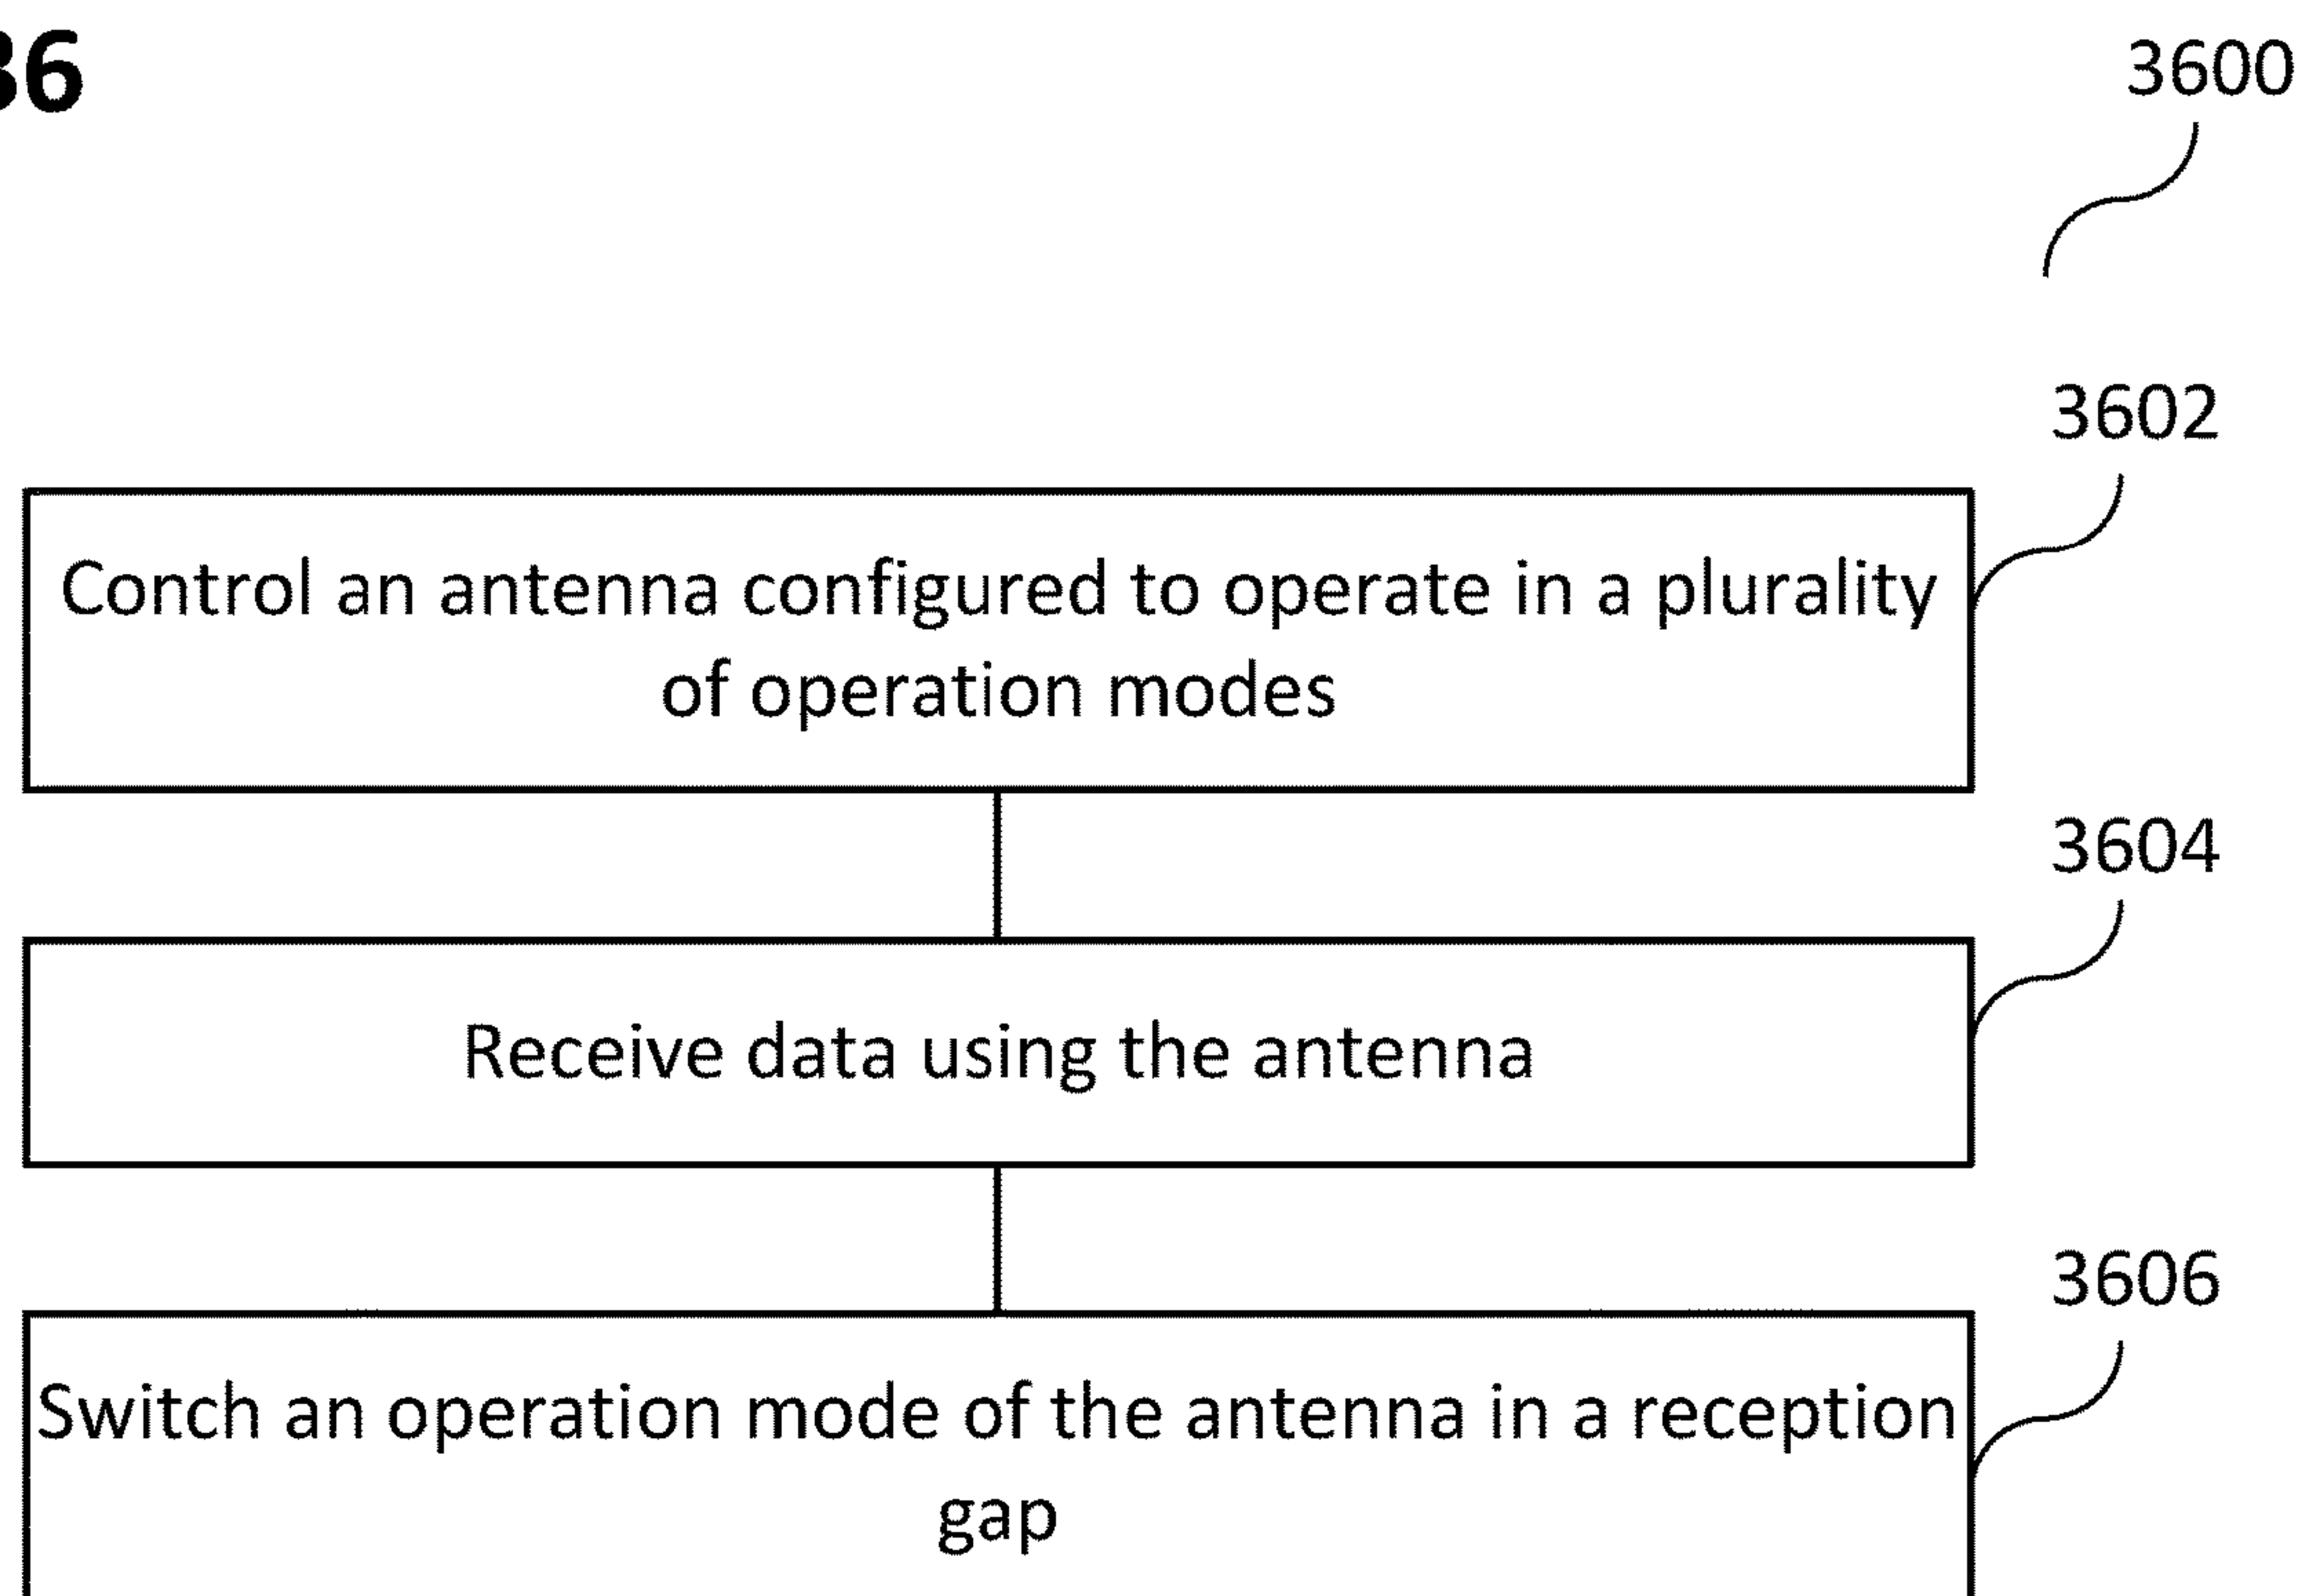 36
3600
3602
Control an antenna configured to operate in a plurality
of operation modes
3604
Receive data using the antenna
3606
Switch an operation mode of the antenna in a reception
gap